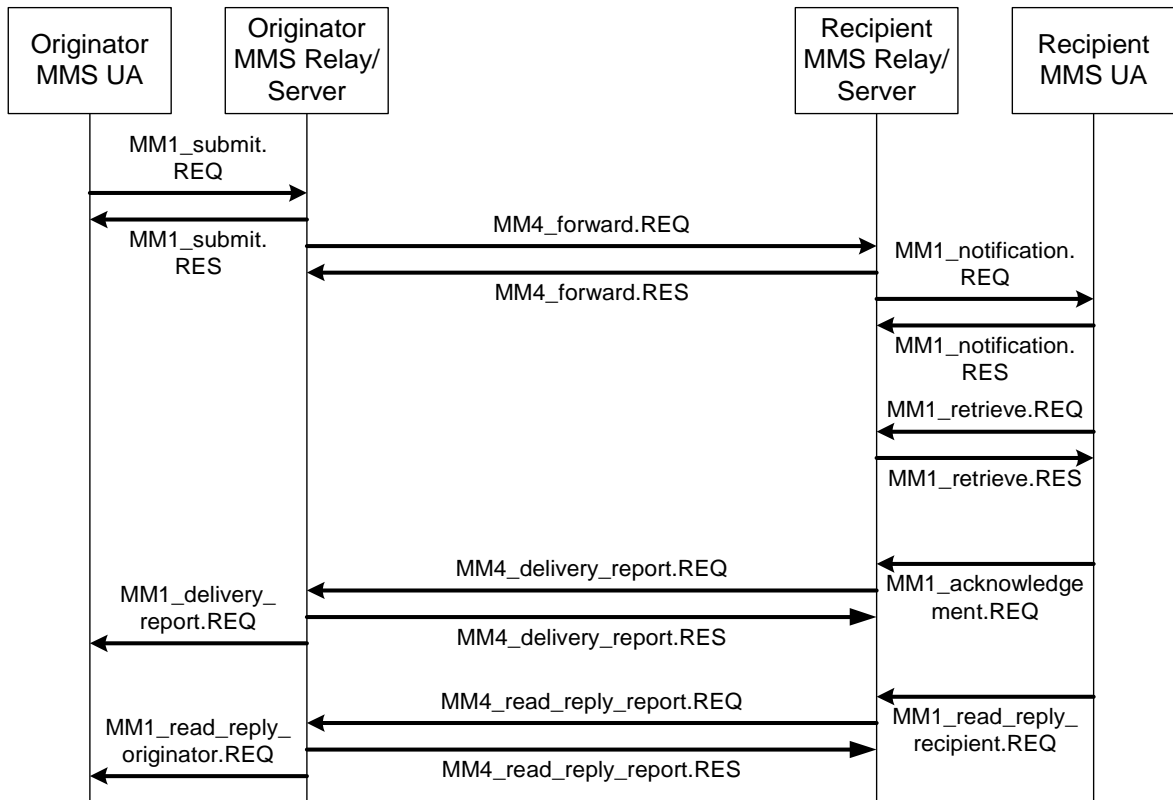 Originator
MMS UA
Originator
MMS Relay/
Server
Recipient
MMS Relay/
Server
Recipient
MMS UA
MM1_submit.
REQ
MM1_submit.
RES
MM4_forward.REQ
MM4_forward.RES
MM1_notification.
REQ
MM1_notification.
RES
MM1_retrieve.REQ
MM1_retrieve.RES
MM4_delivery_report.REQ
MM1_acknowledge
ment.REQ
MM1_delivery_
report.REQ
MM4_delivery_report.RES
MM4_read_reply_report.REQ
MM1_read_reply_
recipient.REQ
MM1_read_reply_
originator.REQ
MM4_read_reply_report.RES